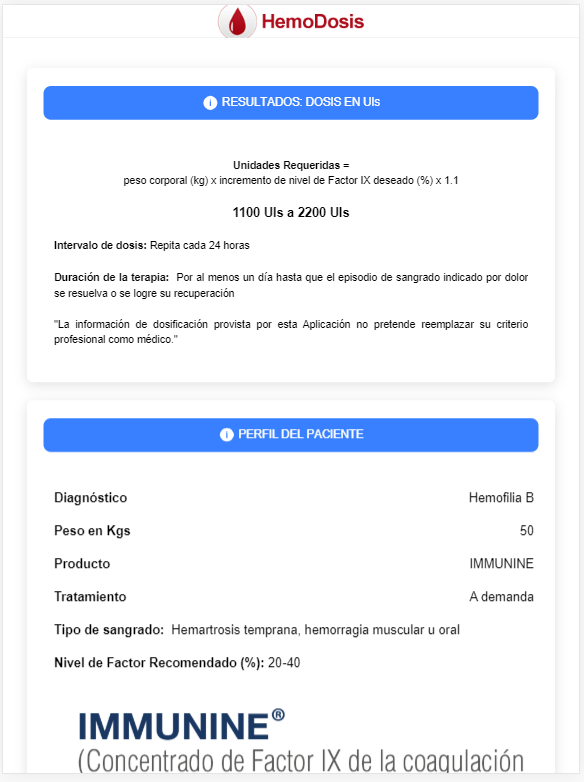 HemoDosis
RESULTADOS: DOSIS EN UIs
Unidades Requeridas =
peso corporal (kg) x incremento de nivel de Factor IX deseado (%) x 1.1
1100 UIs a 2200 UIs
Intervalo de dosis: Repita cada 24 horas
Duración de la terapia: Por al menos un día hasta que el episodio de sangrado indicado por dolor
se resuelva o se logre su recuperación
"La información de dosificación provista por esta Aplicación no pretende reemplazar su criterio
profesional como médico."
PERFIL DEL PACIENTE
Diagnóstico Hemofilia B
Peso en Kgs 50
Producto IMMUNINE
Tratamiento A demanda
Tipo de sangrado: Hemartrosis temprana, hemorragia muscular u oral
Nivel de Factor Recomendado (%): 20-40
IMMUNINE®
(Concentrado de Factor IX de la coagulación